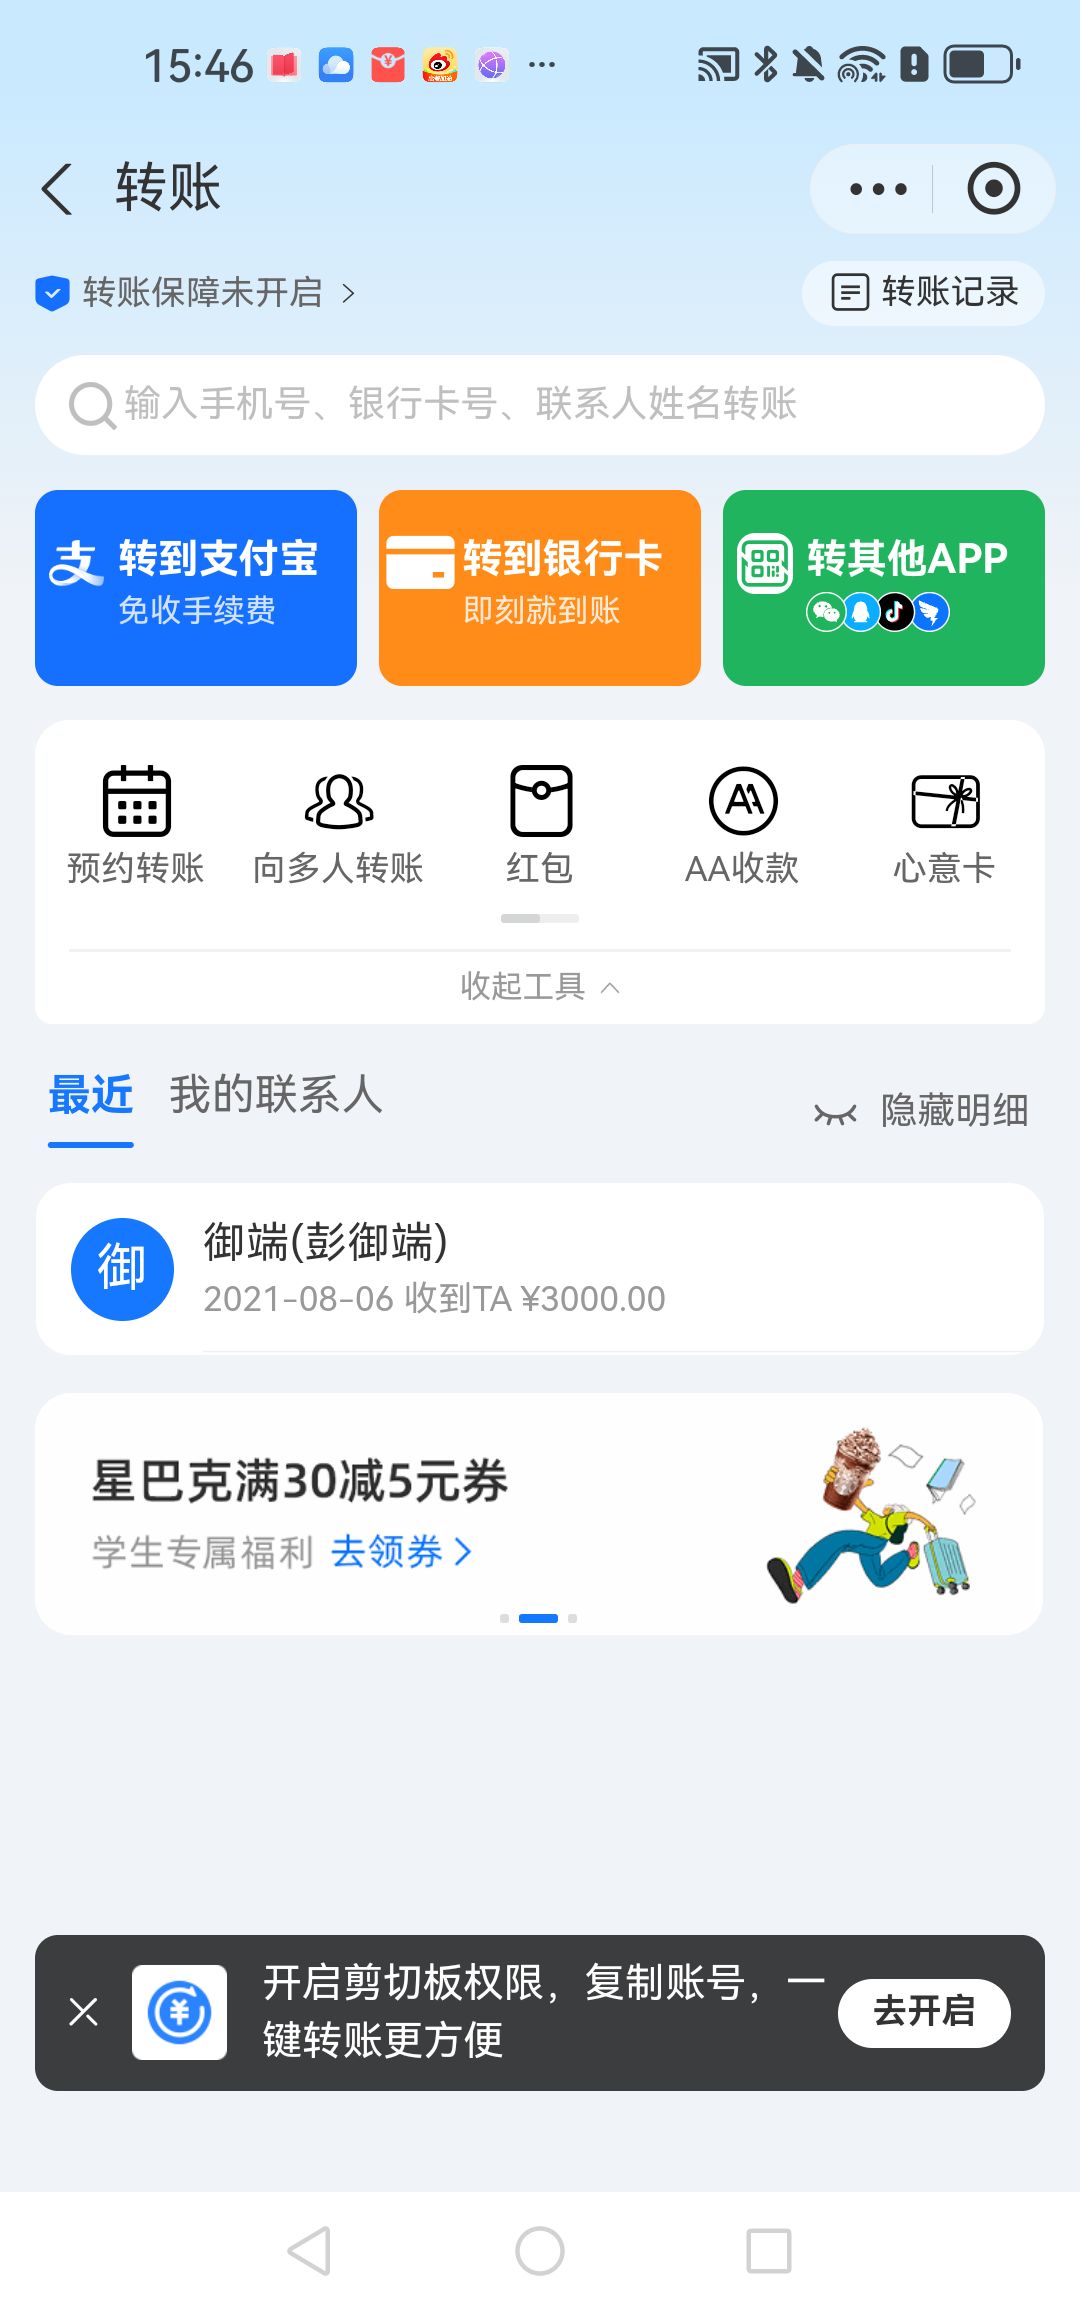 15:46
转账
转账保障未开启
转账记录
输入手机号、银行卡号、联系人姓名转账
支 转到支付宝
免收手续费
转到银行卡
即刻就到账
转其他APP
预约转账
向多人转账
红包
AA收款
心意卡
收起工具
最近
我的联系人
隐藏明细
御
御端(彭御端)
2021-08-06 收到TA ¥3000.00
星巴克满30减5元券
学生专属福利 去领券
开启剪切板权限，复制账号，一
键转账更方便
去开启